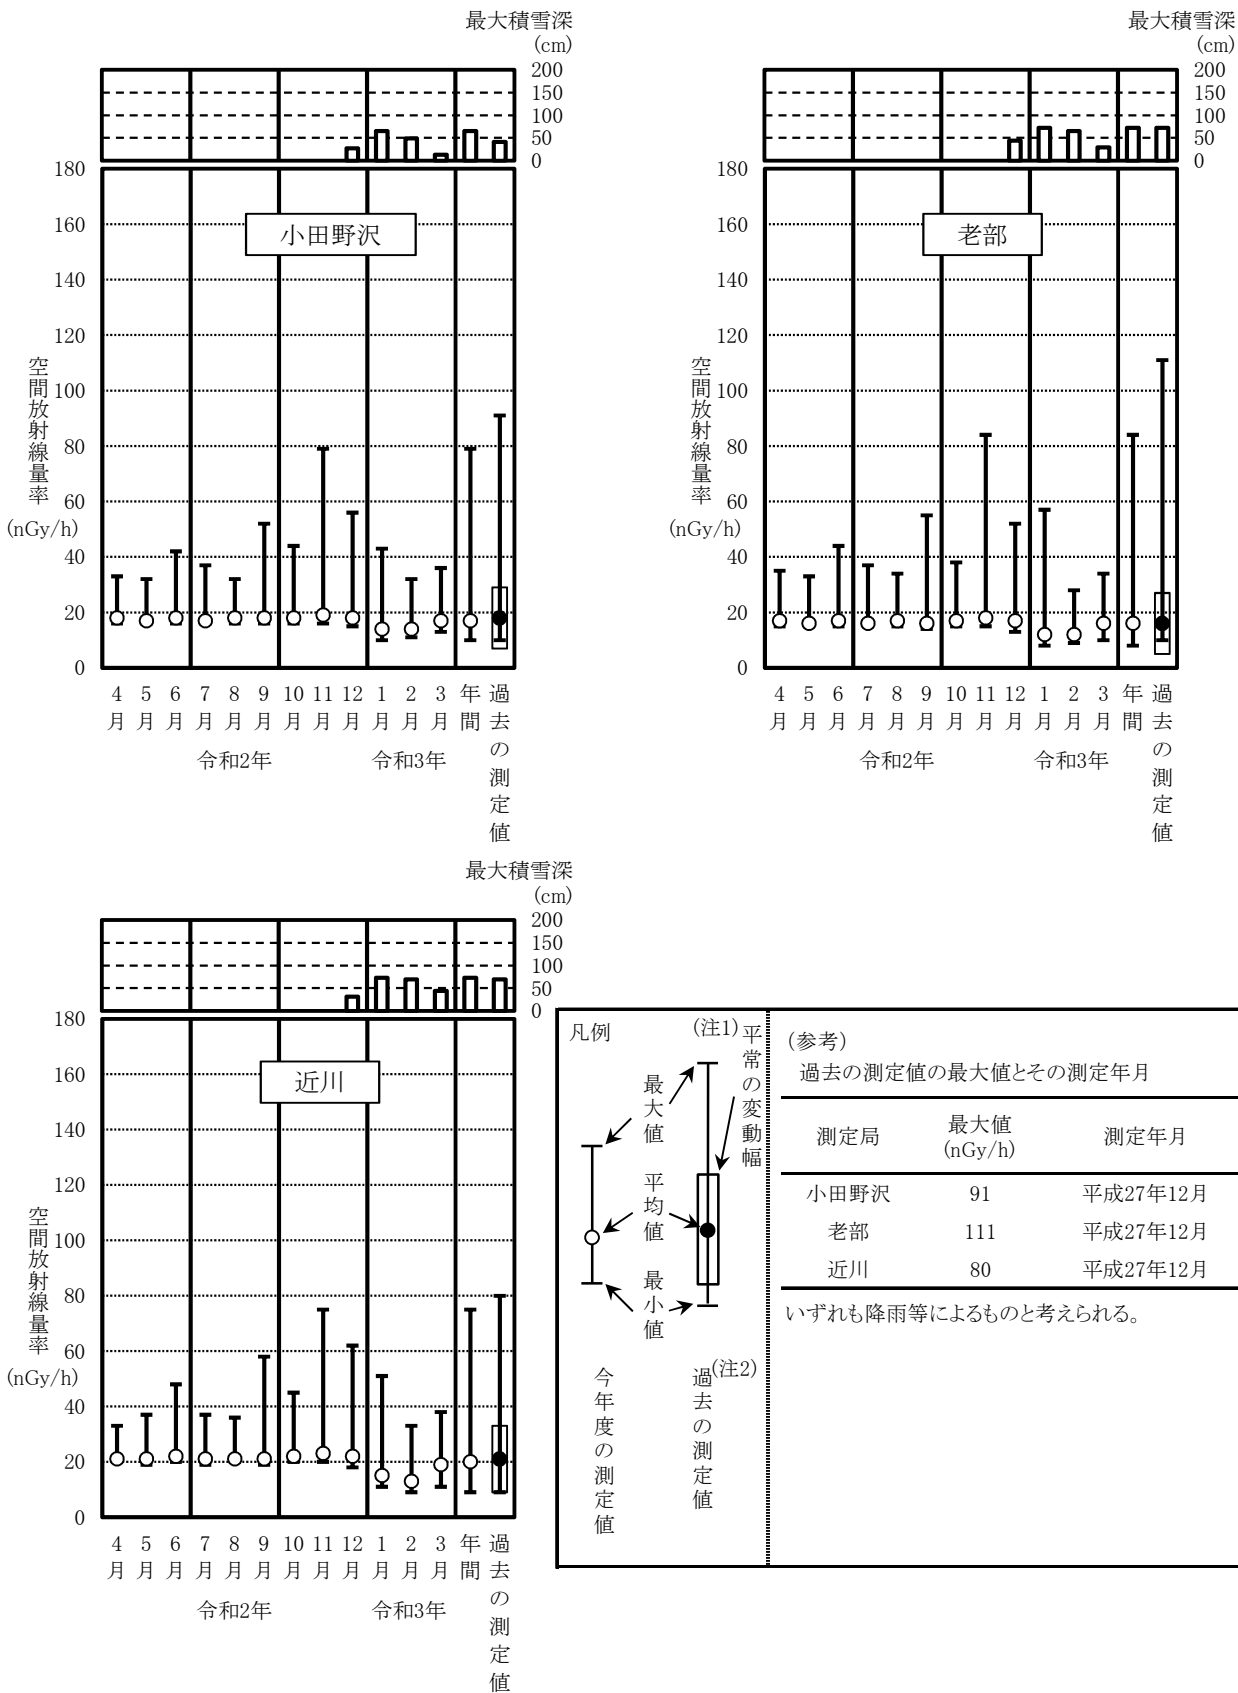 最大積雪深
(cm)
200
150
100
50
0
180
160
140
120
100
80
60
40
20
0
小田野沢
空間放射線量率
(nGy/h)
4月 5月 6月 7月 8月 9月 10月 11月 12月 1月 2月 3月 年間 過去の測定値
令和2年 令和3年
最大積雪深
(cm)
200
150
100
50
0
180
160
140
120
100
80
60
40
20
0
老部
空間放射線量率
(nGy/h)
4月 5月 6月 7月 8月 9月 10月 11月 12月 1月 2月 3月 年間 過去の測定値
令和2年 令和3年
最大積雪深
(cm)
200
150
100
50
0
180
160
140
120
100
80
60
40
20
0
近川
空間放射線量率
(nGy/h)
4月 5月 6月 7月 8月 9月 10月 11月 12月 1月 2月 3月 年間 過去の測定値
令和2年 令和3年
凡例
(注1)
平常の変動幅
最大値
平均値
最小値
今年度の測定値
過去の測定値
(注2)
(参考)
過去の測定値の最大値とその測定年月
測定局 最大値 (nGy/h) 測定年月
小田野沢 91 平成27年12月
老部 111 平成27年12月
近川 80 平成27年12月
いずれも降雨等によるものと考えられる。